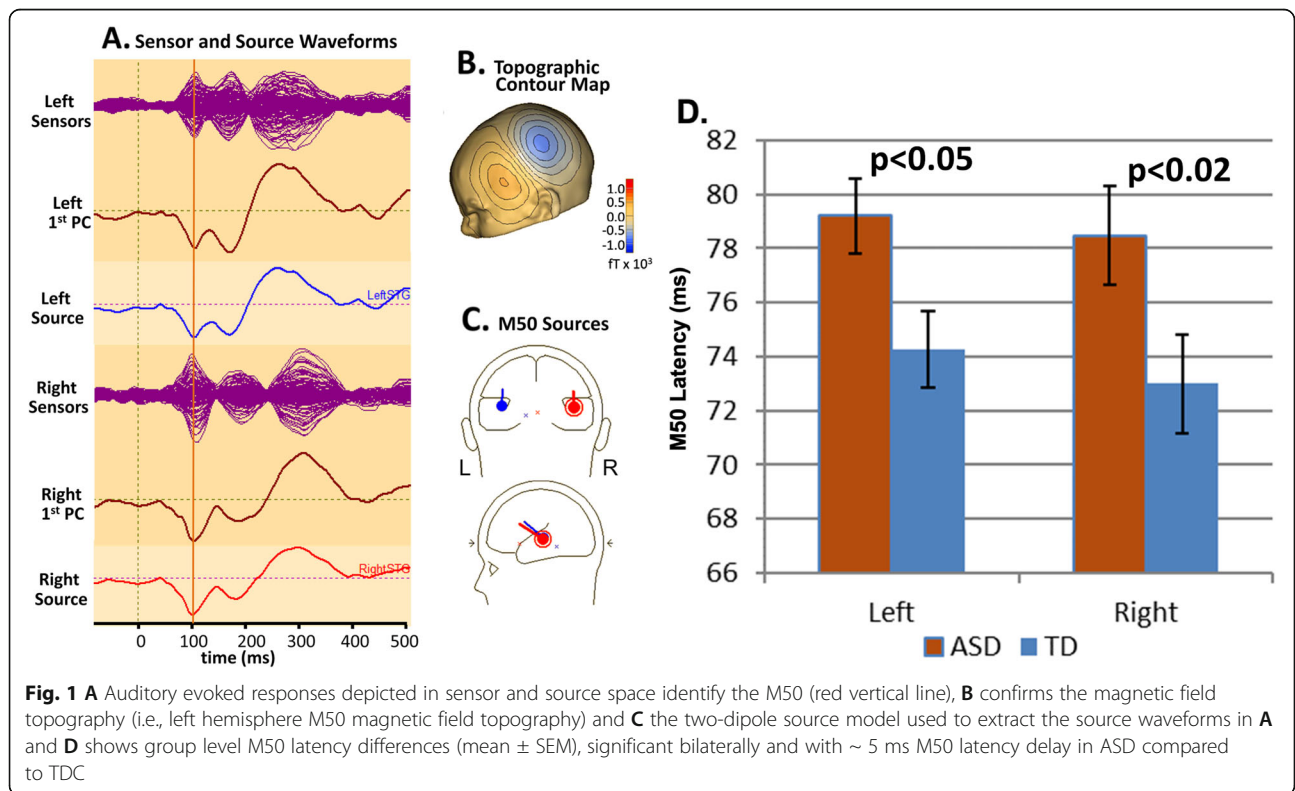 A. Sensor and Source Waveforms
Left
Sensors
Left
1st PC
Left
Source
LeftSTG
Right
Sensors
Right
1st PC
Right
Source
RightSTG
0 100 200 300 400 500
time (ms)
B. Topographic
Contour Map
1.0
0.5
0.0
-0.5
-1.0
fT x 10³
C. M50 Sources
L R
D.
82
80
78
76
74
72
70
68
66
M50 Latency (ms)
p<0.05
p<0.02
Left Right
ASD TD
Fig. 1 A Auditory evoked responses depicted in sensor and source space identify the M50 (red vertical line), B confirms the magnetic field
topography (i.e., left hemisphere M50 magnetic field topography) and C the two-dipole source model used to extract the source waveforms in A
and D shows group level M50 latency differences (mean ± SEM), significant bilaterally and with ~ 5 ms M50 latency delay in ASD compared
to TDC